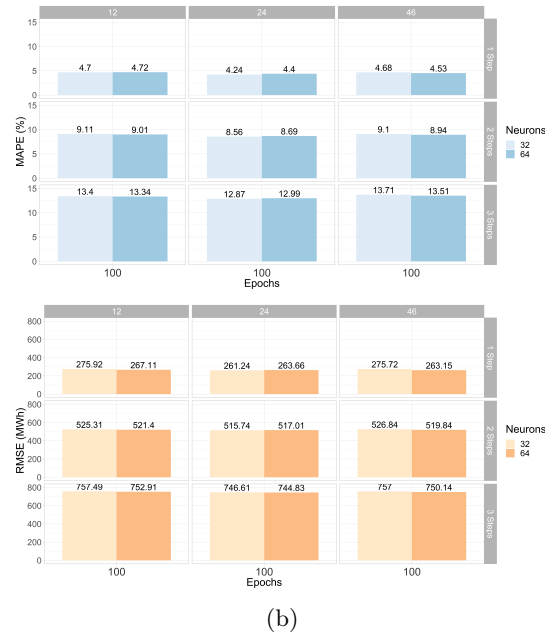 12 24 46
15
10
5
0
4.7 4.72 4.24 4.4 4.68 4.53
1 Step
15
10
5
0
9.11 9.01 8.56 8.69 9.1 8.94
2 Steps
15
10
5
0
13.4 13.34 12.87 12.99 13.71 13.51
3 Steps
MAPE (%)
100 100 100
Epochs
Neurons
32
64
12 24 46
800
600
400
200
0
275.92 267.11 261.24 263.66 275.72 263.15
1 Step
800
600
400
200
0
525.31 521.4 515.74 517.01 526.84 519.84
2 Steps
800
600
400
200
0
757.49 752.91 746.61 744.83 757 750.14
3 Steps
RMSE (MWh)
100 100 100
Epochs
Neurons
32
64
(b)